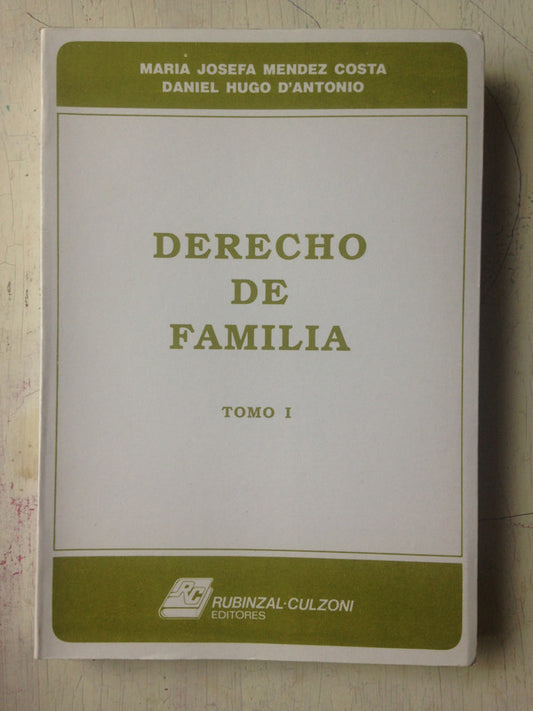 MARIA JOSEFA MENDEZ COSTA
DANIEL HUGO D'ANTONIO
DERECHO
DE
FAMILIA
TOMO I
RC
RUBINZAL-CULZONI
EDITORES